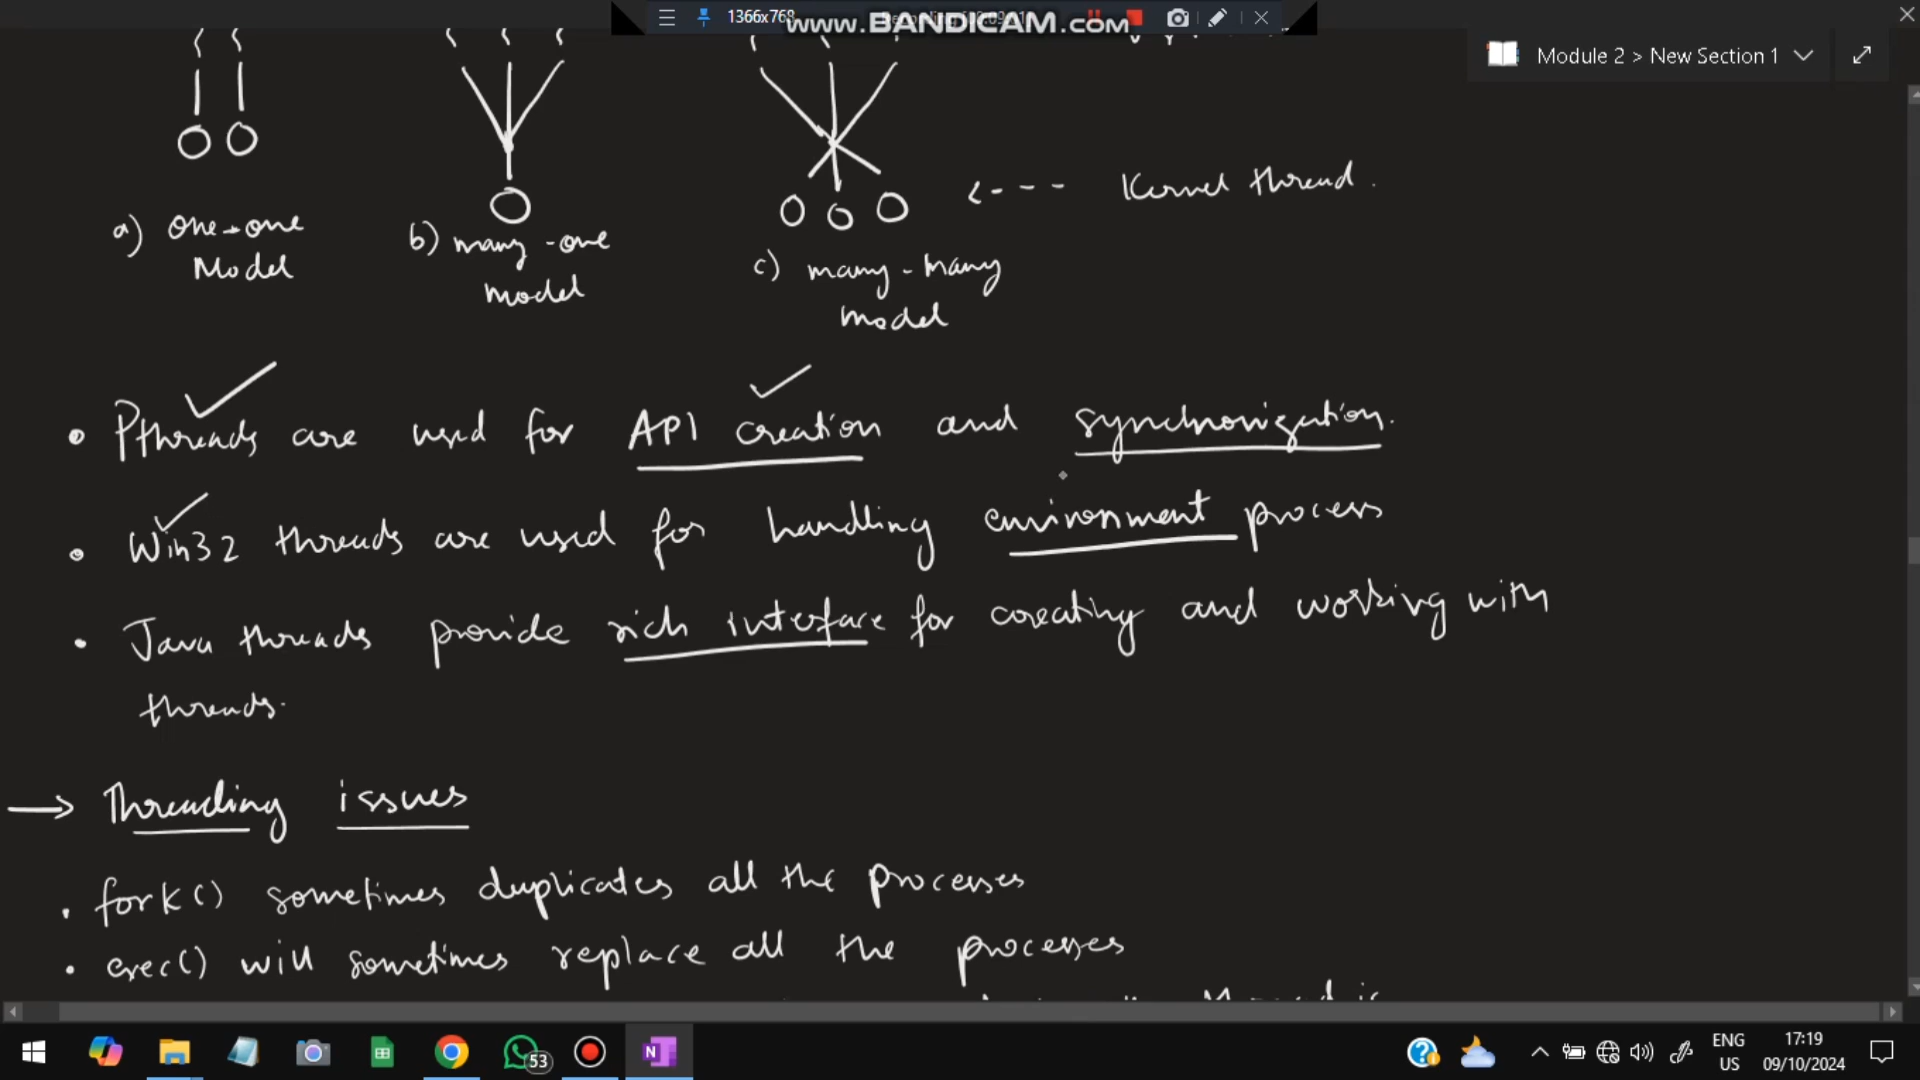 1366x768
www.BANDICAM.com
Module 2 > New Section 1
<--- Kernel thread.
a) one-one
Model
b) many-one
model
c) many-many
model
• Pthreads are used for API creation and synchronization.
• Win32 threads are used for handling environment process
• Java threads provide rich interface for creating and working with
threads.
→ Threading issues
• fork() sometimes duplicates all the processes
• exec() will sometimes replace all the processes
53
ENG
US
17:19
09/10/2024